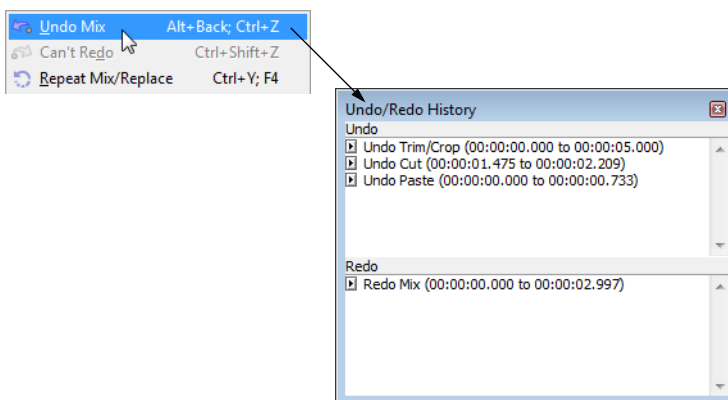 Undo Mix Alt+Back; Ctrl+Z
Can't Redo Ctrl+Shift+Z
Repeat Mix/Replace Ctrl+Y; F4
Undo/Redo History
Undo
Undo Trim/Crop (00:00:00.000 to 00:00:05.000)
Undo Cut (00:00:01.475 to 00:00:02.209)
Undo Paste (00:00:00.000 to 00:00:00.733)
Redo
Redo Mix (00:00:00.000 to 00:00:02.997)